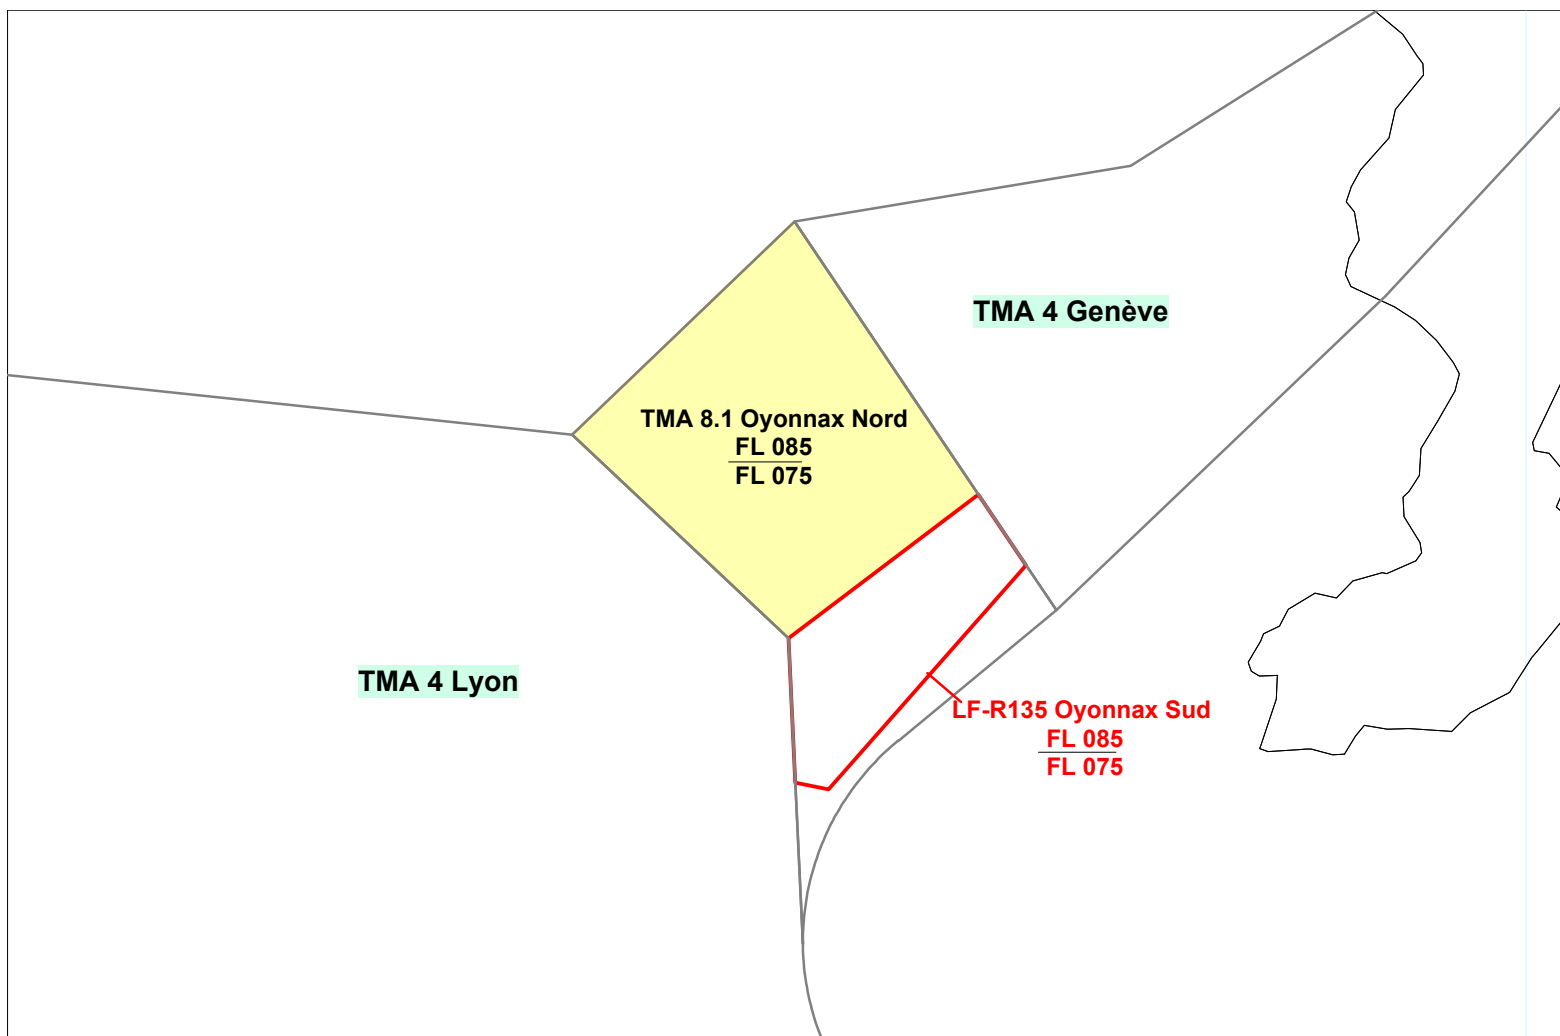 TMA 4 Genève
TMA 8.1 Oyonnax Nord
FL 085
FL 075
TMA 4 Lyon
LF-R135 Oyonnax Sud
FL 085
FL 075